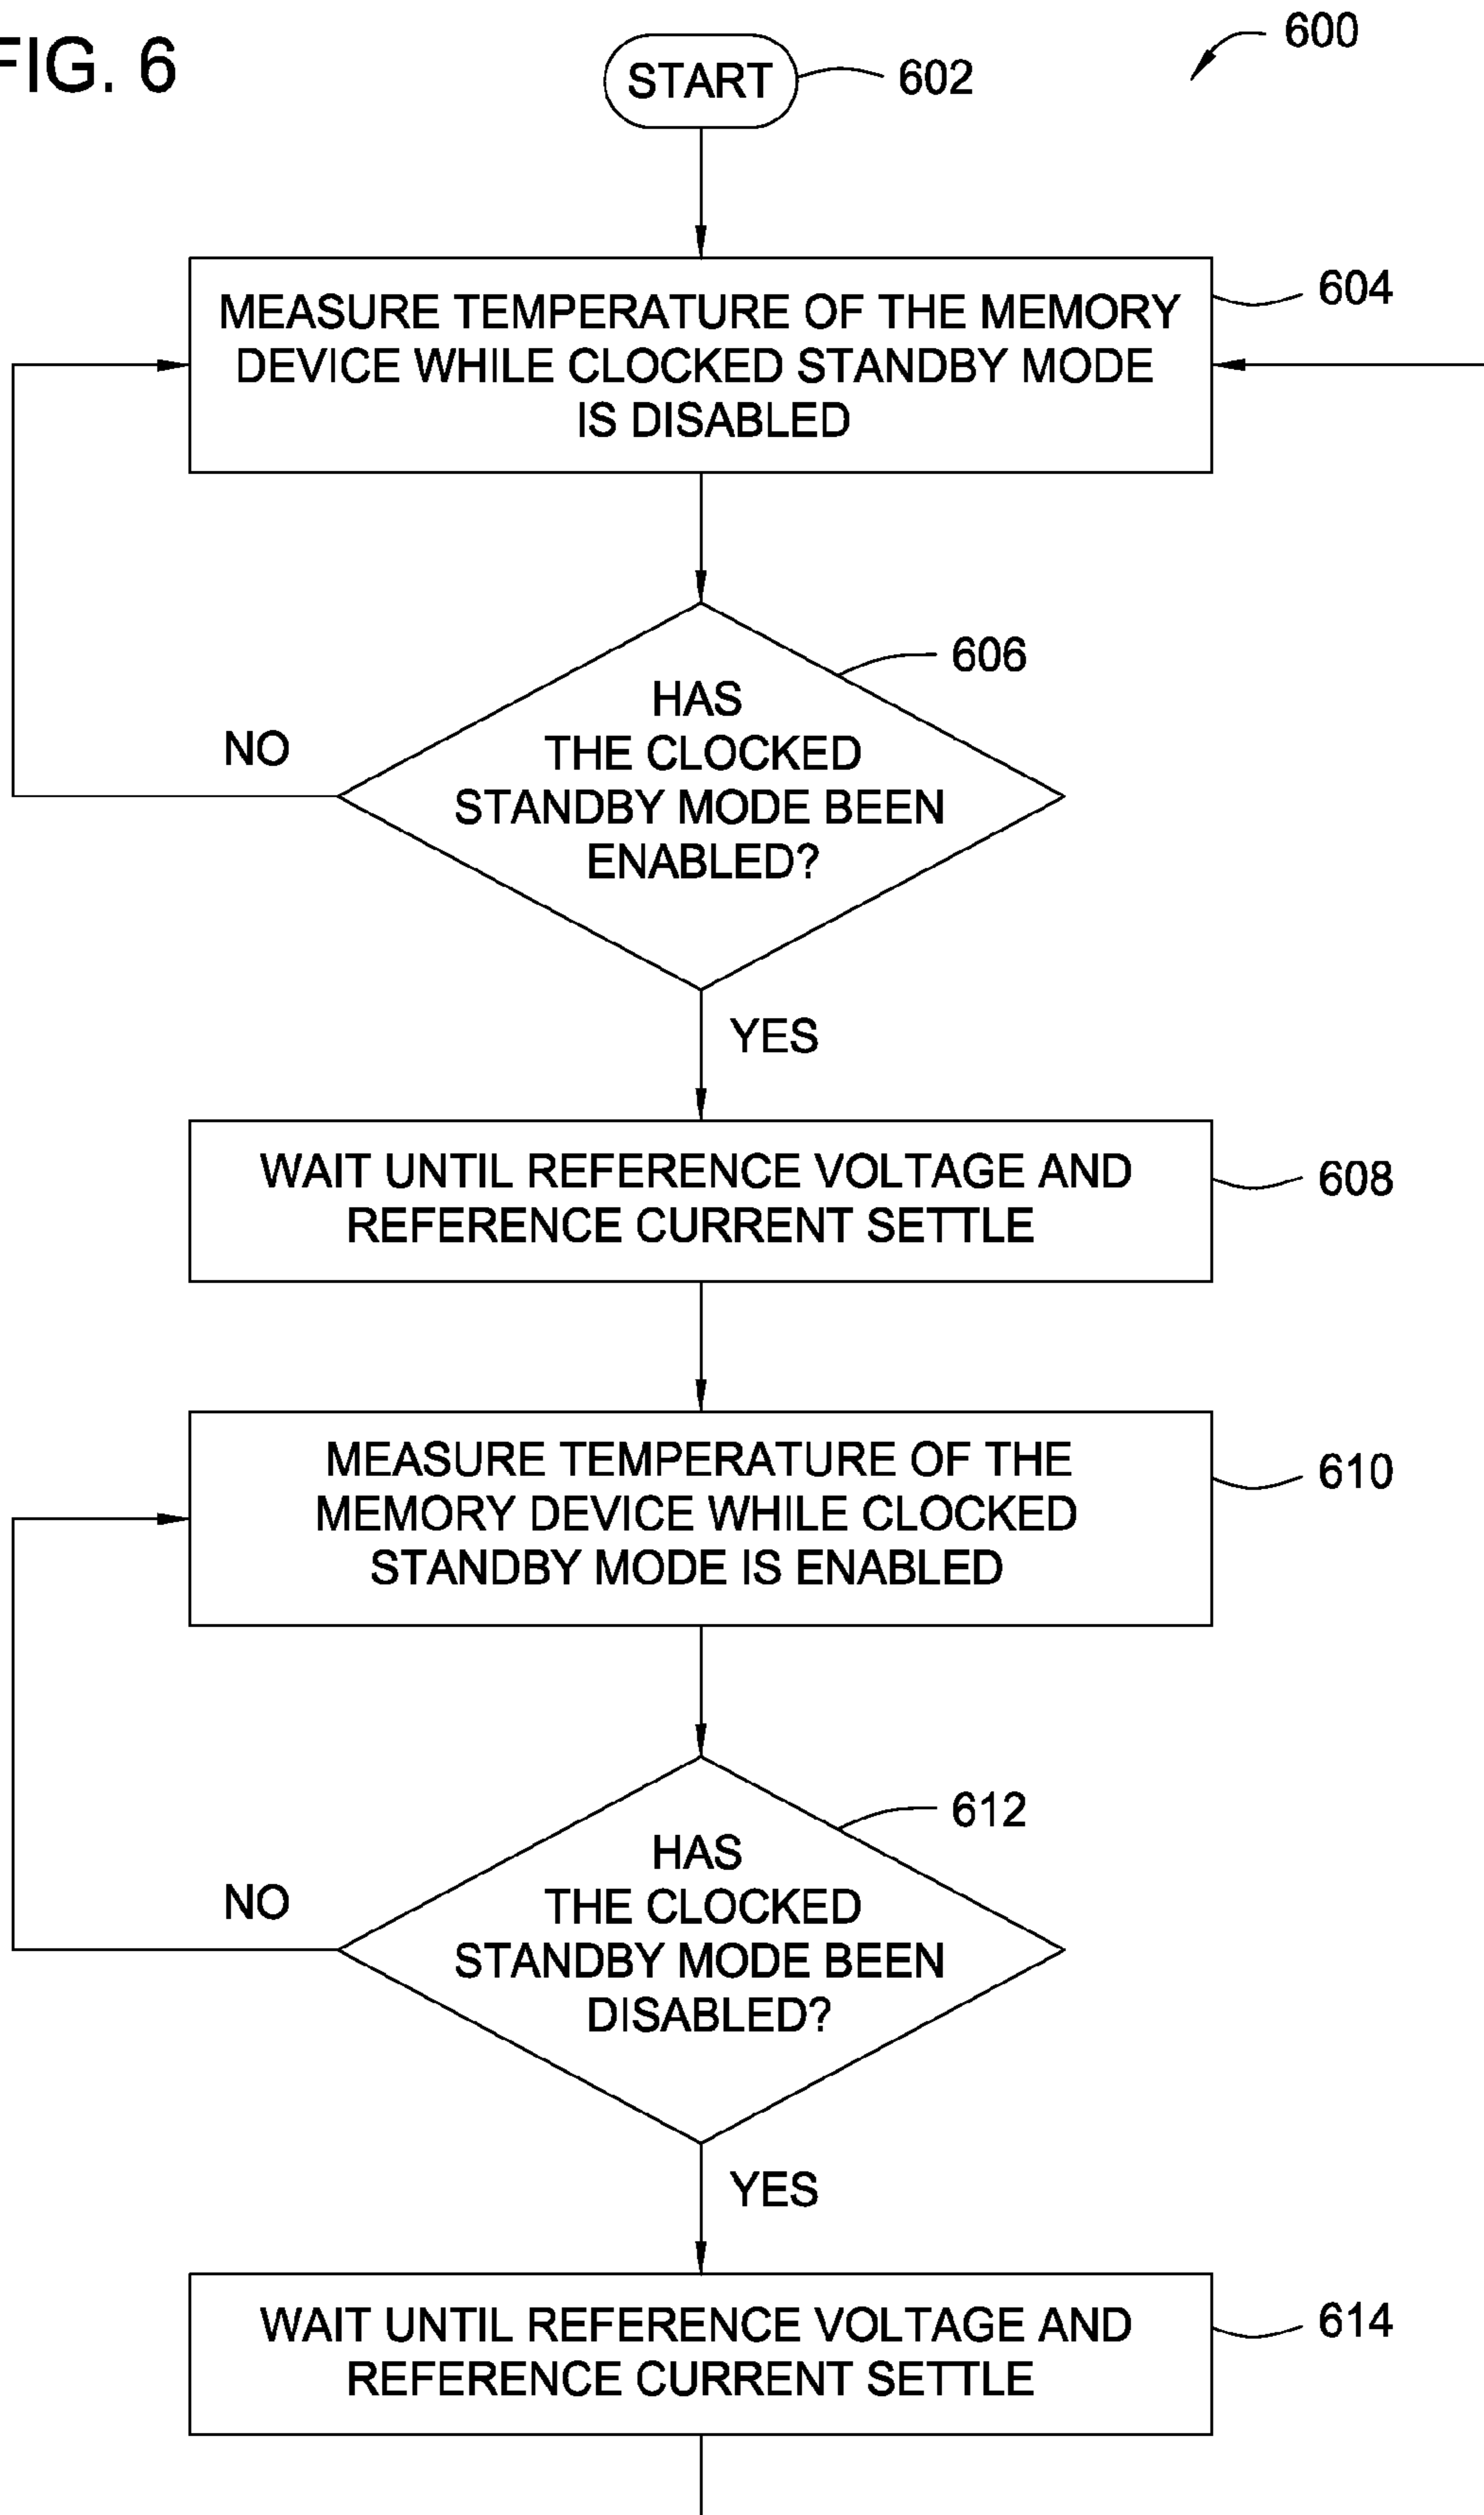 FIG. 6
600
START
602
MEASURE TEMPERATURE OF THE MEMORY
DEVICE WHILE CLOCKED STANDBY MODE
IS DISABLED
604
606
HAS
THE CLOCKED
STANDBY MODE BEEN
ENABLED?
NO
YES
WAIT UNTIL REFERENCE VOLTAGE AND
REFERENCE CURRENT SETTLE
608
MEASURE TEMPERATURE OF THE
MEMORY DEVICE WHILE CLOCKED
STANDBY MODE IS ENABLED
610
612
HAS
THE CLOCKED
STANDBY MODE BEEN
DISABLED?
NO
YES
WAIT UNTIL REFERENCE VOLTAGE AND
REFERENCE CURRENT SETTLE
614